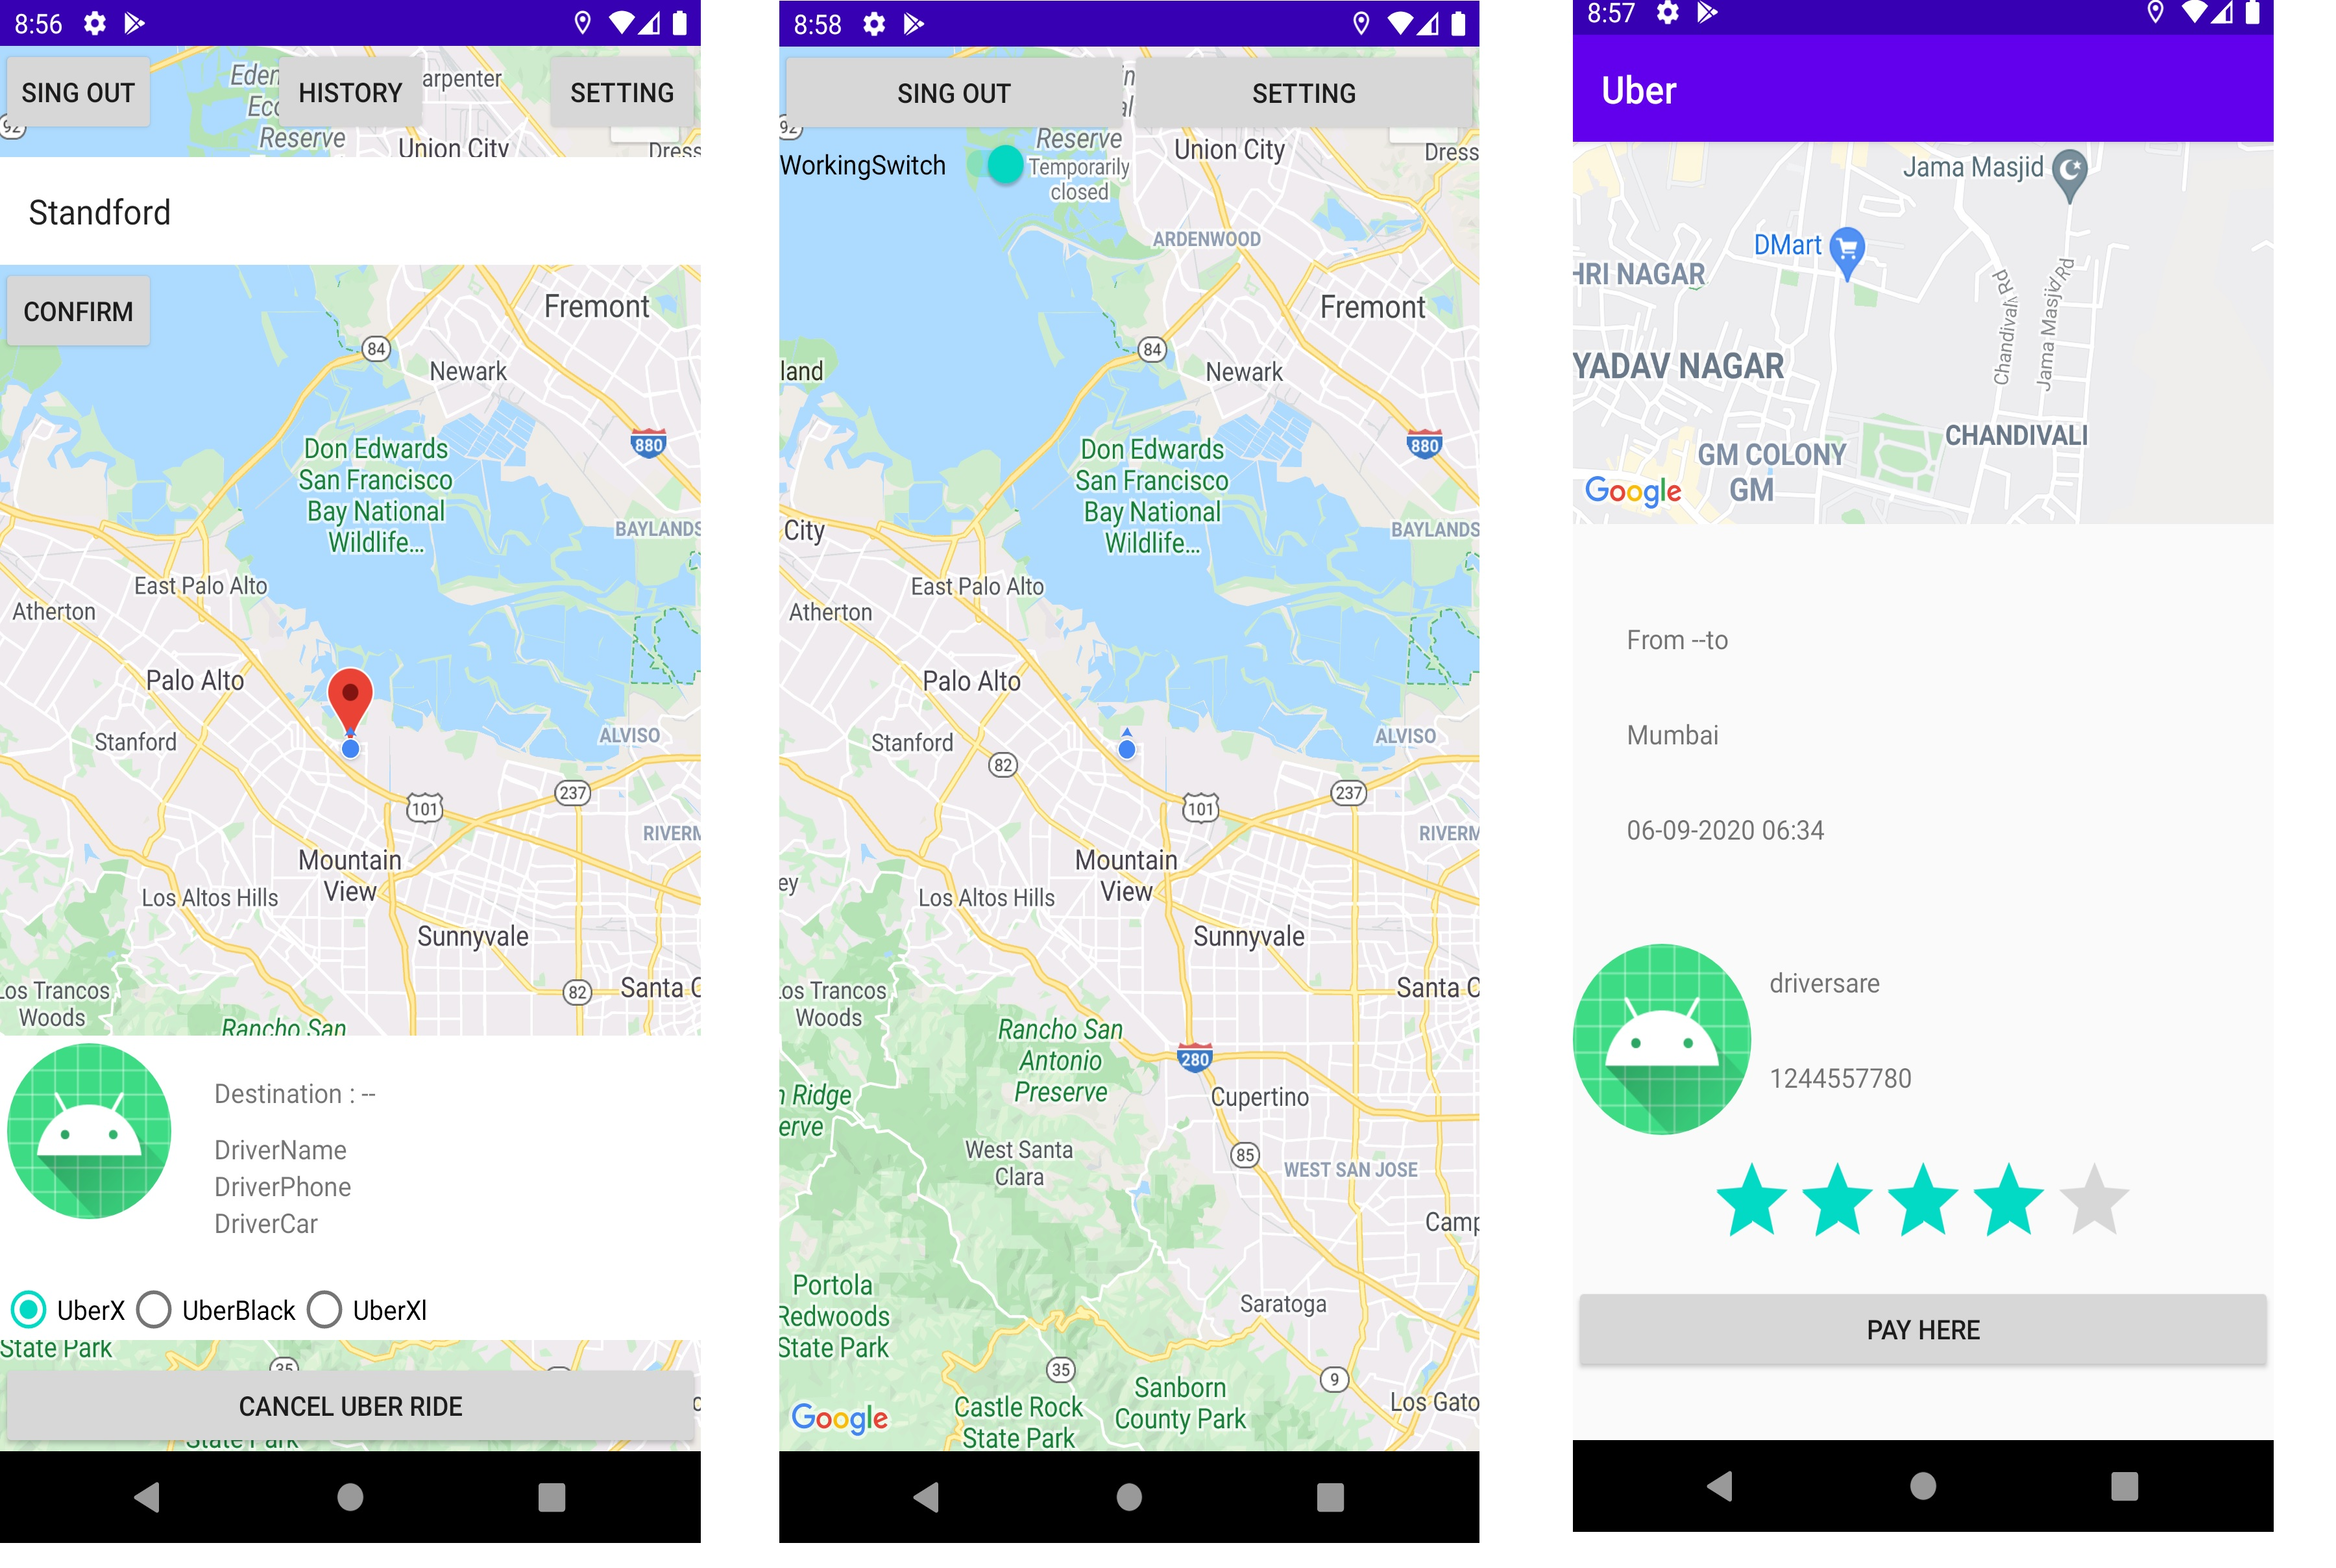 8:56
SING OUT
HISTORY
SETTING
Eden
Eco
Reserve
arpenter
Union City
Dress
92
Standford
CONFIRM
Fremont
84
Newark
880
Don Edwards
San Francisco
Bay National
Wildlife...
BAYLANDS
East Palo Alto
Atherton
Palo Alto
Stanford
ALVISO
237
101
RIVERM
Mountain
View
Los Altos Hills
Sunnyvale
Los Trancos
Woods
82
Santa C
Rancho San
Destination : --
DriverName
DriverPhone
DriverCar
UberX
UberBlack
UberXl
State Park
35
CANCEL UBER RIDE
State Park
8:58
SING OUT
SETTING
92
Reserve
Temporarily
closed
Union City
Dress
WorkingSwitch
ARDENWOOD
Fremont
84
land
Newark
880
Don Edwards
San Francisco
Bay National
Wildlife...
City
BAYLANDS
East Palo Alto
Atherton
Palo Alto
Stanford
ALVISO
82
237
101
RIVERM
Mountain
View
ey
Los Altos Hills
Sunnyvale
Los Trancos
Woods
Santa C
Rancho San
Antonio
Preserve
280
Cupertino
n Ridge
erve
West Santa
Clara
85
WEST SAN JOSE
Camp
Portola
Redwoods
State Park
Saratoga
35
9
Sanborn
County Park
Los Gato
Google
Castle Rock
State Park
8:57
Uber
Jama Masjid
DMart
HRI NAGAR
Chandivali Rd
Jama Masjid Rd
YADAV NAGAR
CHANDIVALI
GM COLONY
GM
Google
From --to
Mumbai
06-09-2020 06:34
driversare
1244557780
PAY HERE